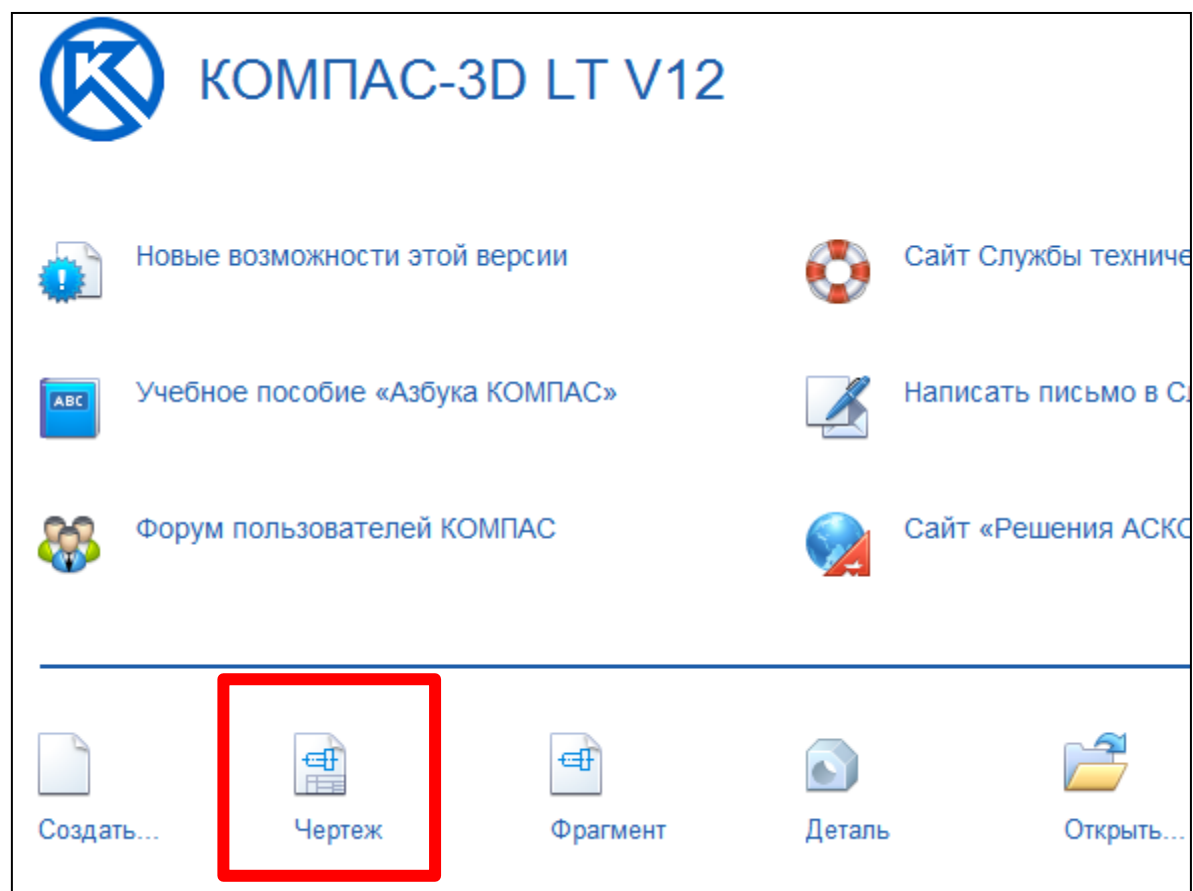 КОМПАС-3D LT V12
Новые возможности этой версии
Сайт Службы техниче
ABC
Учебное пособие «Азбука КОМПАС»
Написать письмо в С
Форум пользователей КОМПАС
Сайт «Решения АСКО
Создать...
Чертеж
Фрагмент
Деталь
Открыть...